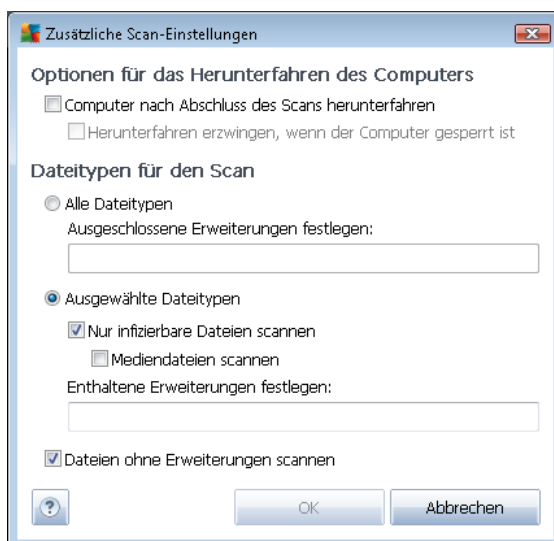 Zusätzliche Scan-Einstellungen
Optionen für das Herunterfahren des Computers
Computer nach Abschluss des Scans herunterfahren
Herunterfahren erzwingen, wenn der Computer gesperrt ist
Dateitypen für den Scan
Alle Dateitypen
Ausgeschlossene Erweiterungen festlegen:
Ausgewählte Dateitypen
Nur infizierbare Dateien scannen
Mediendateien scannen
Enthaltene Erweiterungen festlegen:
Dateien ohne Erweiterungen scannen
? OK Abbrechen